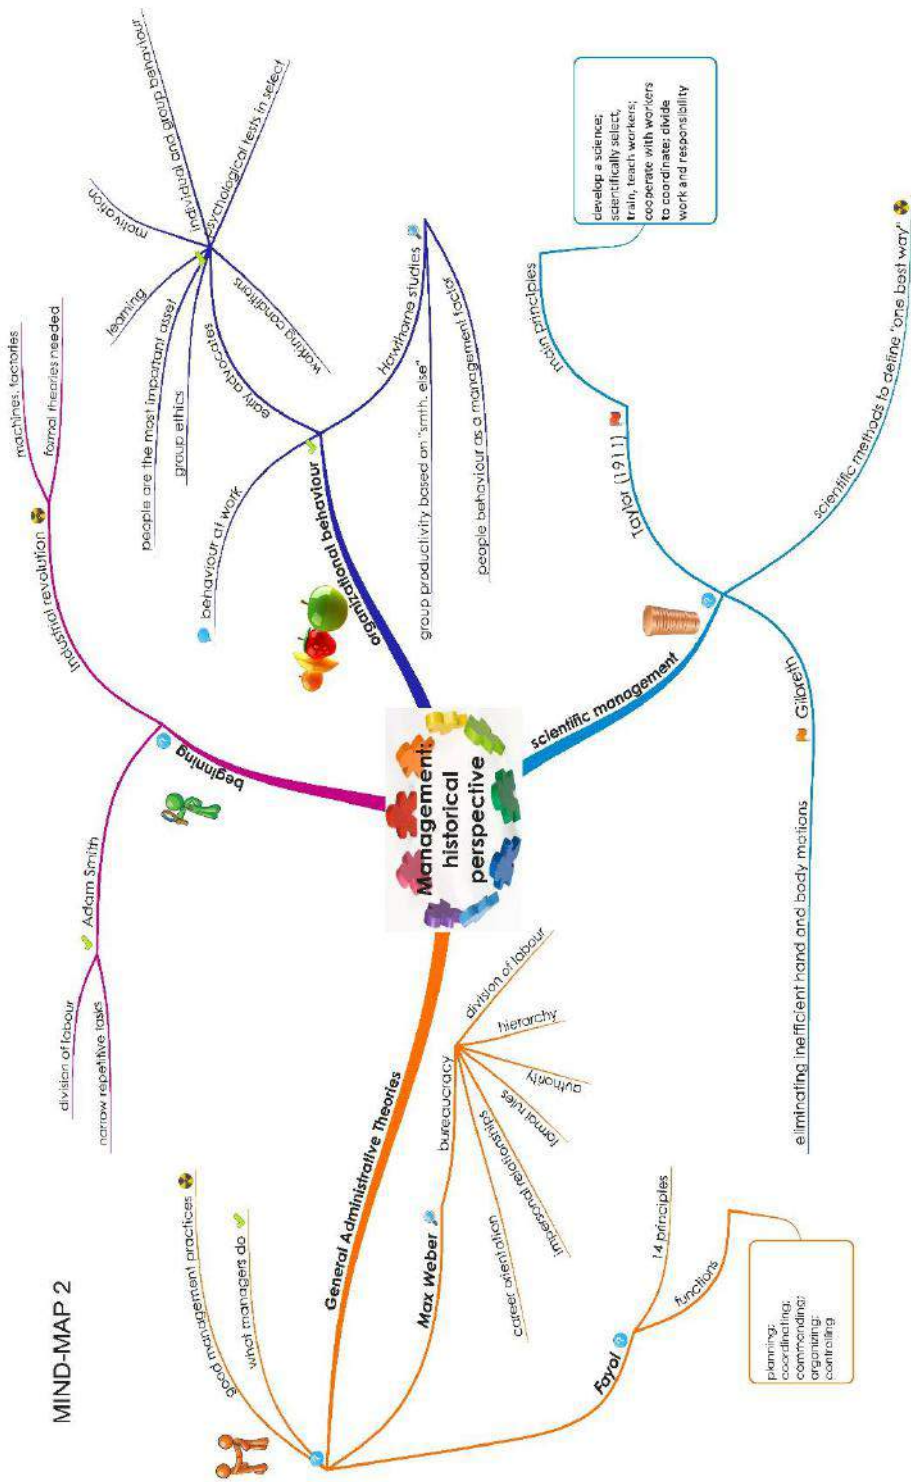 MIND-MAP 2
Management:
historical
perspective
beginning
Adam Smith
division of labour
narrow repetitive tasks
Industrial revolution
machines, factories
formal theories needed
organizational behaviour
behaviour at work
early advocates
group ethics
people are the most important asset
learning
motivation
individual and group behaviour...
psychological tests in select
working conditions
Hawthorne studies
group productivity based on "smth. else"
people behaviour as a management factor
scientific management
Taylor (1911)
main principles
develop a science;
scientifically select,
train, teach workers;
cooperate with workers
to coordinate; divide
work and responsibility
scientific methods to define "one best way"
Gilbreth
eliminating inefficient hand and body motions
General Administrative Theories
good management practices
what managers do
Max Weber
bureaucracy
division of labour
hierarchy
authority
formal rules
impersonal relationships
career orientation
Fayol
14 principles
functions
planning;
coordinating;
commanding;
organizing;
controlling